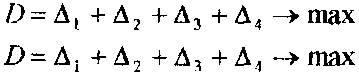 D = Δ₁ + Δ₂ + Δ₃ + Δ₄ → max
D = Δ₁ + Δ₂ + Δ₃ + Δ₄ → max